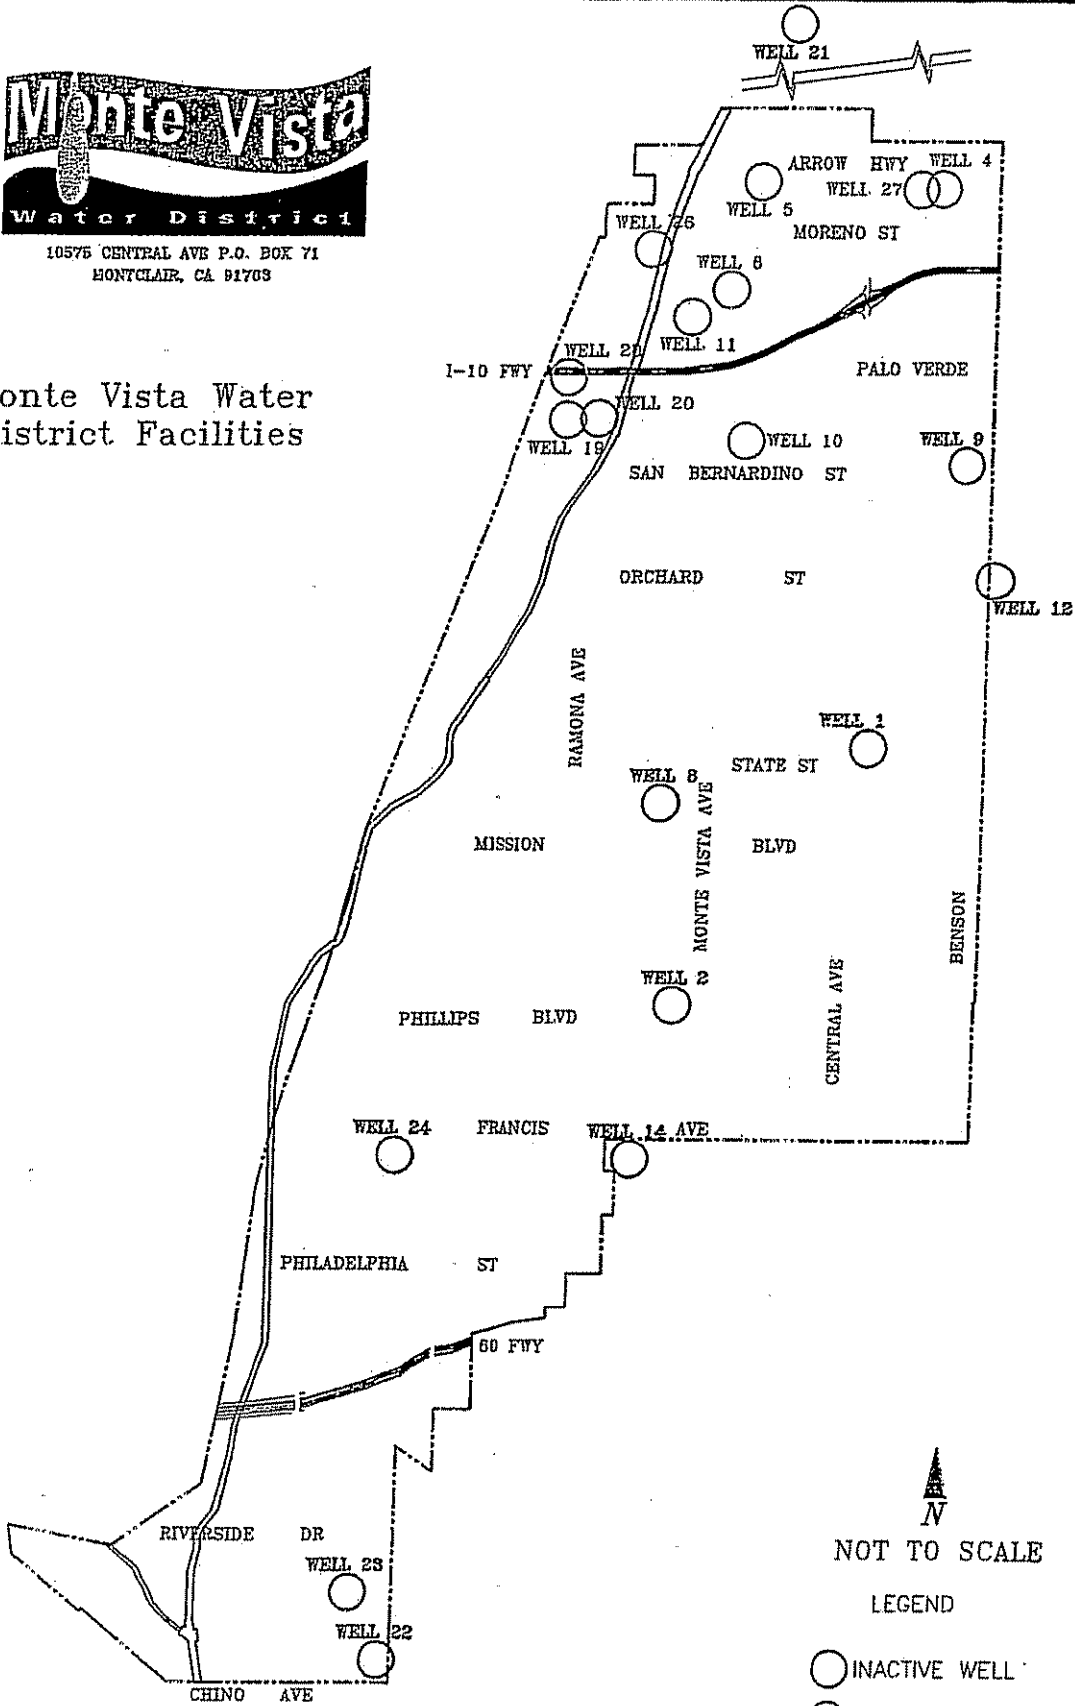 WELL 21
Monte Vista
Water District
10575 CENTRAL AVE P.O. BOX 71
MONTCLAIR, CA 91763
ARROW HWY
WELL 4
WELL 27
WELL 5
MORENO ST
WELL 26
WELL 6
WELL 11
I-10 FWY
WELL
PALO VERDE
onte Vista Water
istrict Facilities
WELL 20
WELL 19
WELL 10
WELL 9
SAN BERNARDINO ST
ORCHARD ST
WELL 12
RAMONA AVE
WELL 1
STATE ST
WELL 8
MONTE VISTA AVE
MISSION BLVD
BENSON
CENTRAL AVE
WELL 2
PHILLIPS BLVD
WELL 24
FRANCIS AVE
WELL 14
PHILADELPHIA ST
60 FWY
N
NOT TO SCALE
RIVERSIDE DR
WELL 23
LEGEND
WELL 22
INACTIVE WELL
CHINO AVE